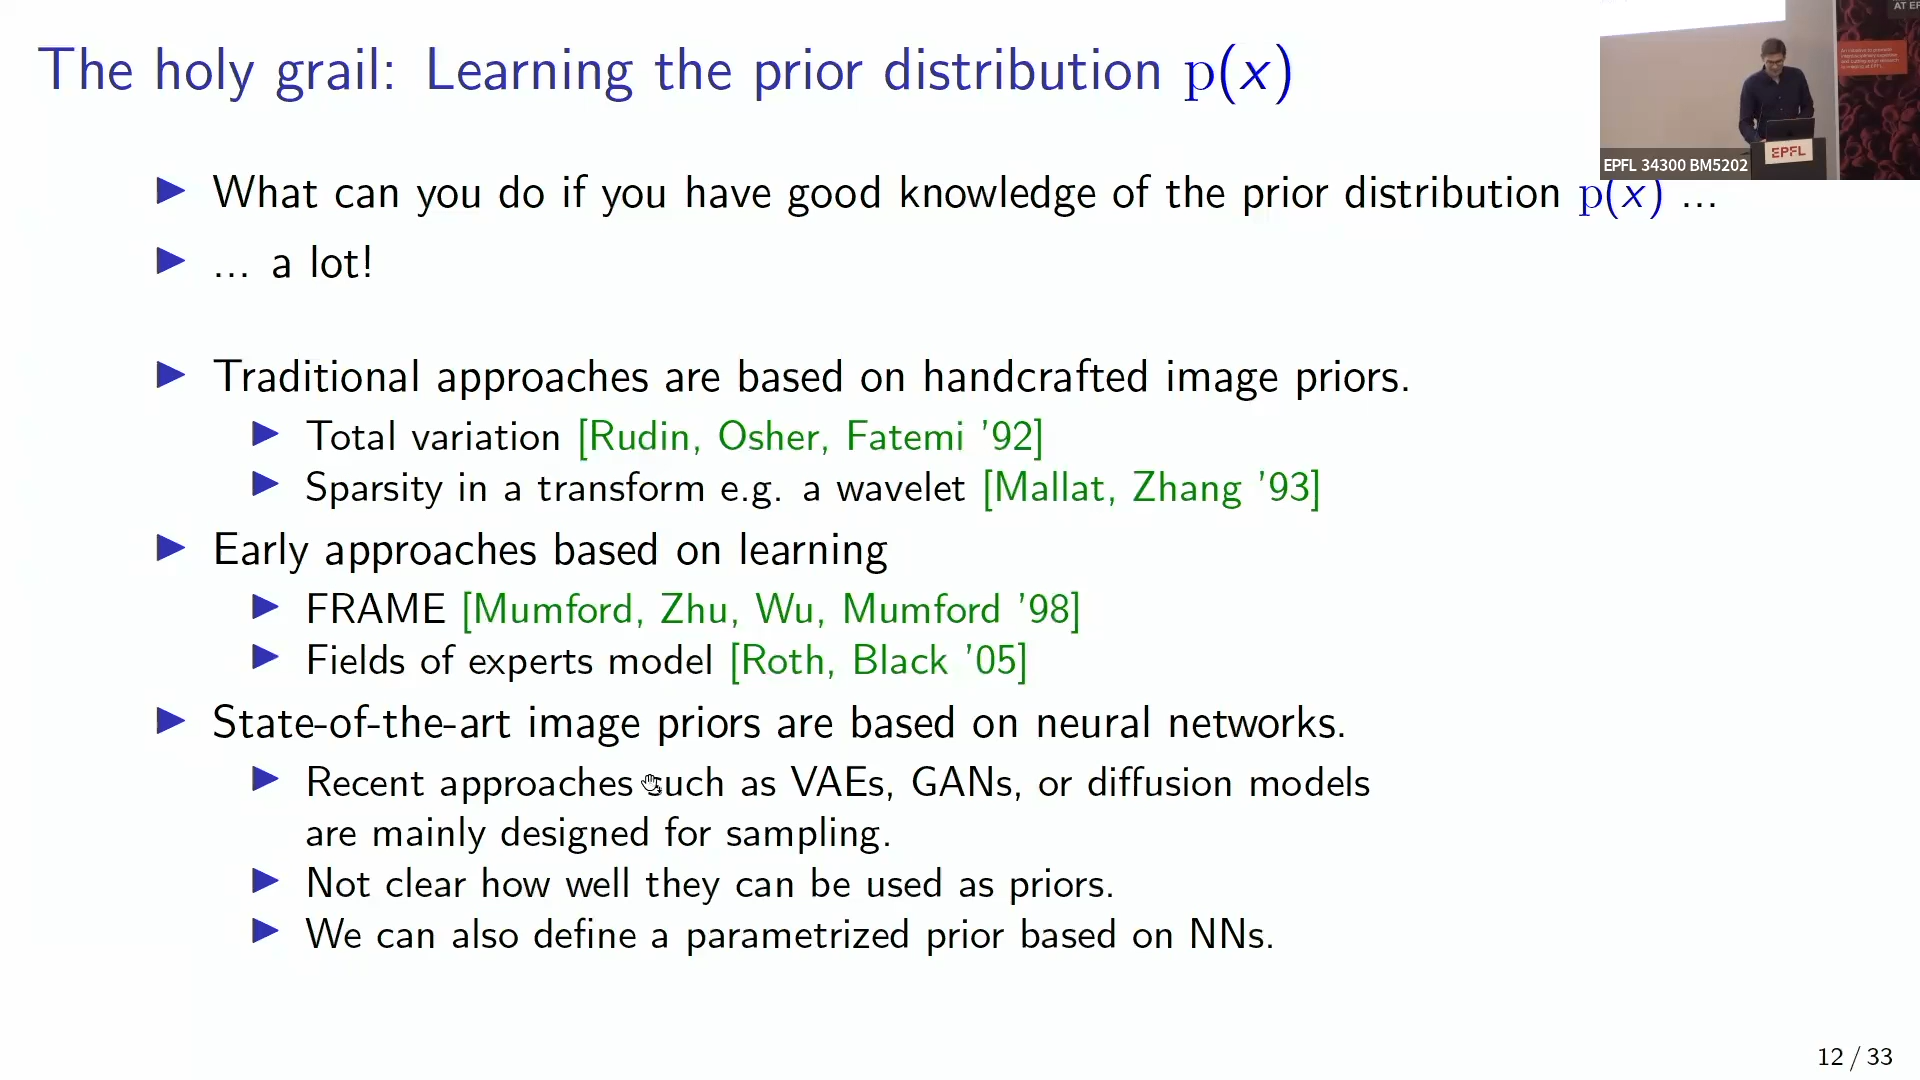 The holy grail: Learning the prior distribution p(x)
What can you do if you have good knowledge of the prior distribution p(x) ...
... a lot!
Traditional approaches are based on handcrafted image priors.
Total variation [Rudin, Osher, Fatemi '92]
Sparsity in a transform e.g. a wavelet [Mallat, Zhang '93]
Early approaches based on learning
FRAME [Mumford, Zhu, Wu, Mumford '98]
Fields of experts model [Roth, Black '05]
State-of-the-art image priors are based on neural networks.
Recent approaches such as VAEs, GANs, or diffusion models
are mainly designed for sampling.
Not clear how well they can be used as priors.
We can also define a parametrized prior based on NNs.
12 / 33
AT EP
EPFL
EPFL 34300 BM5202